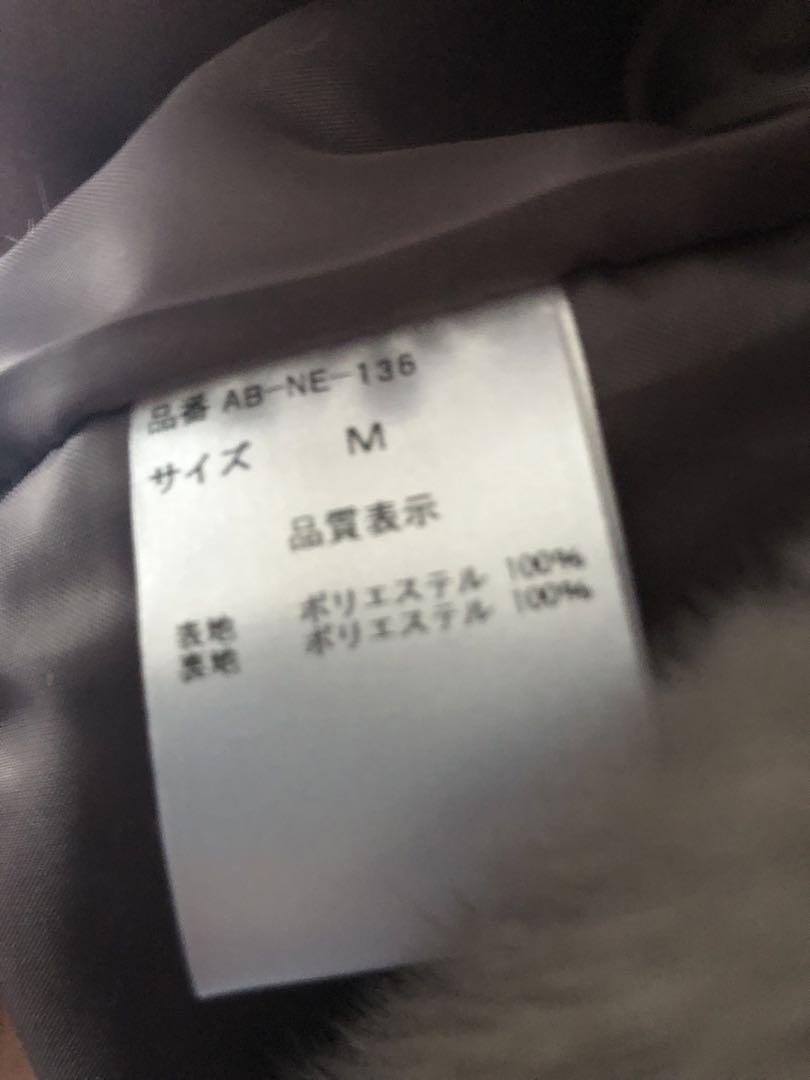 品番 AB-NE-136
サイズ M
品質表示
表地 ポリエステル 100%
表地 ポリエステル 100%